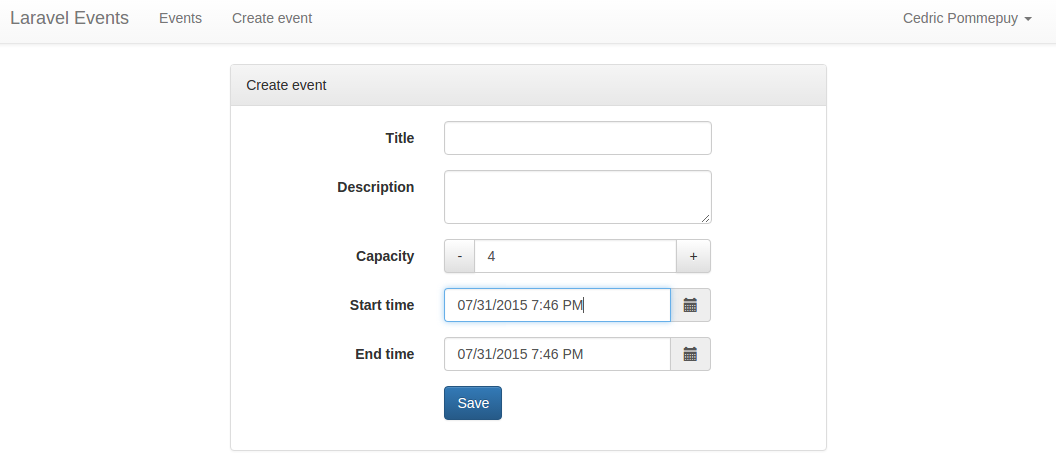 Laravel Events Events Create event Cedric Pommepuy
Create event
Title
Description
Capacity - 4 +
Start time 07/31/2015 7:46 PM
End time 07/31/2015 7:46 PM
Save